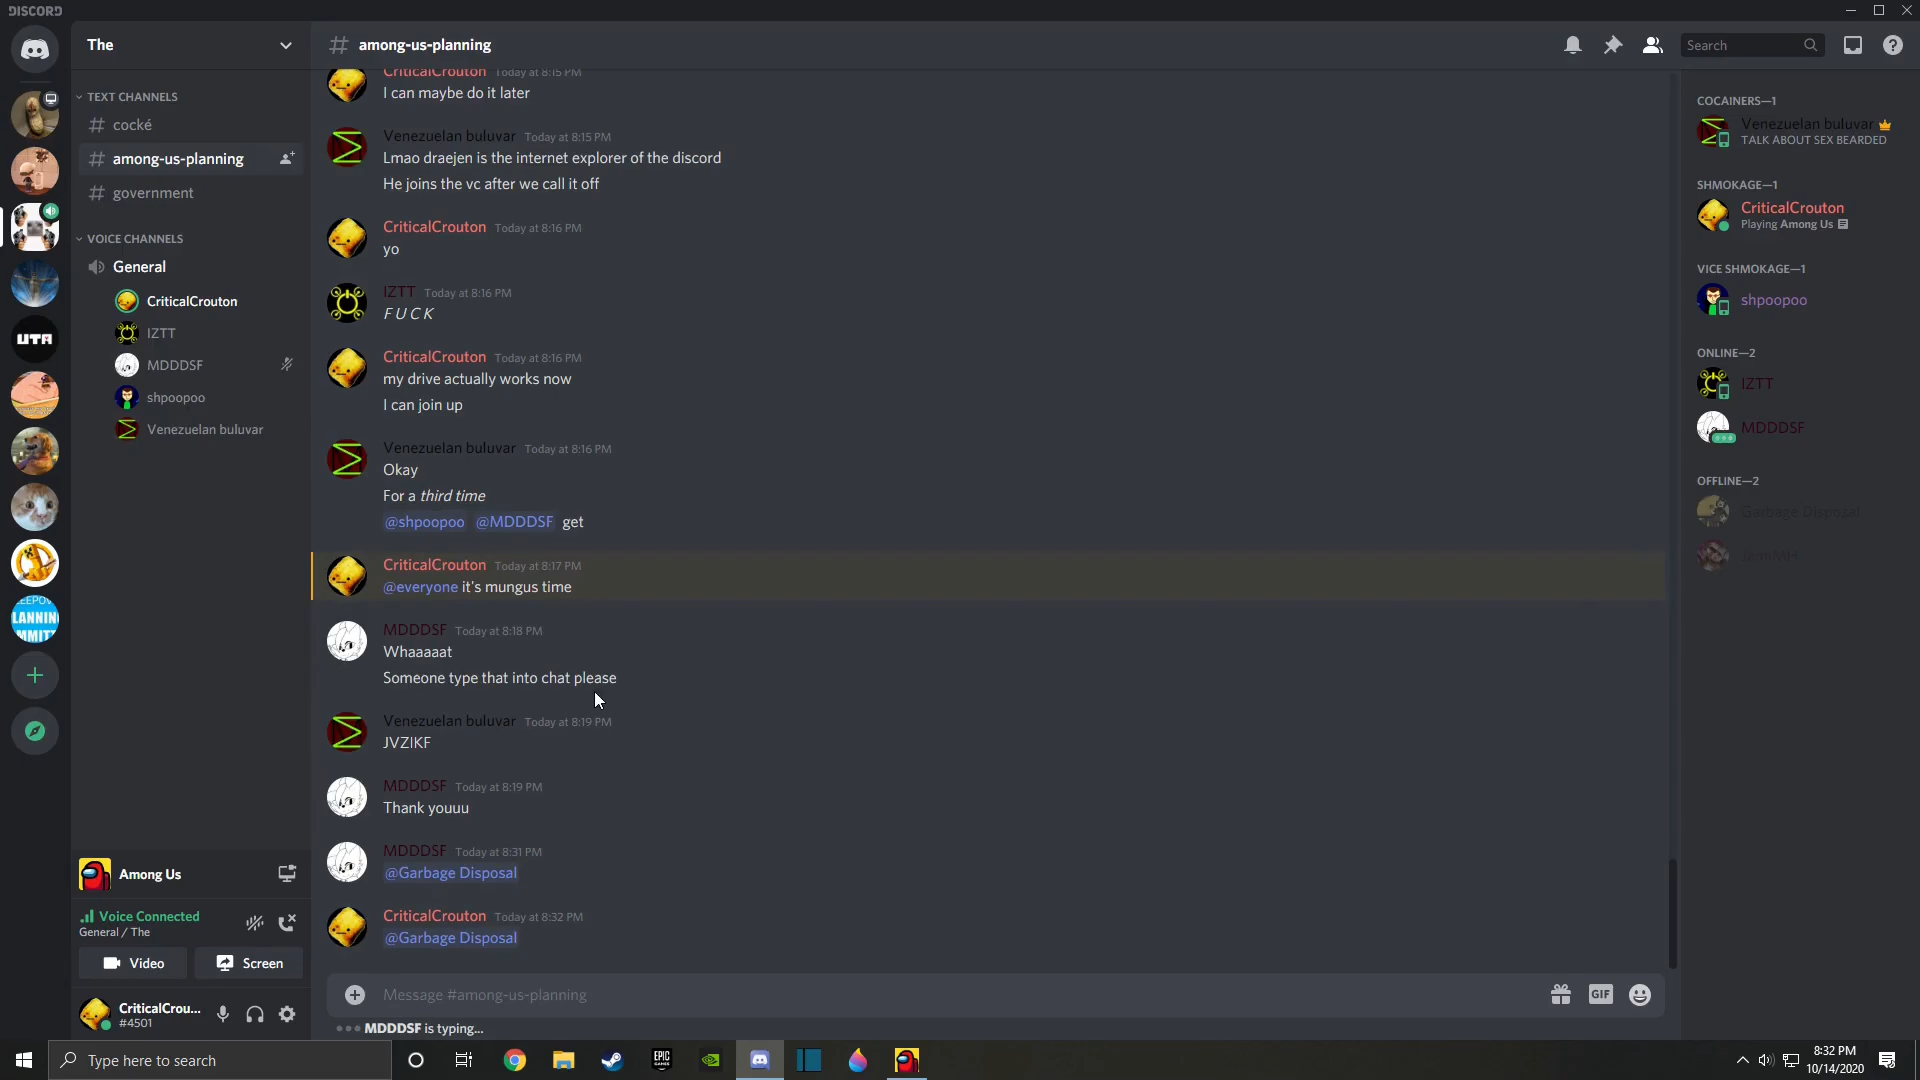 DISCORD
The
TEXT CHANNELS
cocké
among-us-planning
government
VOICE CHANNELS
General
CriticalCrouton
IZTT
MDDDSF
shpoopoo
Venezuelan buluvar
UTA
LANNIN
MMIT
Among Us
Voice Connected
General / The
Video
Screen
CriticalCrou...
#4501
among-us-planning
Search
CriticalCrouton Today at 8:15 PM
I can maybe do it later
Venezuelan buluvar Today at 8:15 PM
Lmao draejen is the internet explorer of the discord
He joins the vc after we call it off
CriticalCrouton Today at 8:16 PM
yo
IZTT Today at 8:16 PM
F U C K
CriticalCrouton Today at 8:16 PM
my drive actually works now
I can join up
Venezuelan buluvar Today at 8:16 PM
Okay
For a third time
@shpoopoo @MDDDSF get
CriticalCrouton Today at 8:17 PM
@everyone it's mungus time
MDDDSF Today at 8:18 PM
Whaaaaat
Someone type that into chat please
Venezuelan buluvar Today at 8:19 PM
JVZIKF
MDDDSF Today at 8:19 PM
Thank youuu
MDDDSF Today at 8:31 PM
@Garbage Disposal
CriticalCrouton Today at 8:32 PM
@Garbage Disposal
Message #among-us-planning
GIF
MDDDSF is typing...
COCAINERS—1
Venezuelan buluvar
TALK ABOUT SEX BEARDED
SHMOKAGE—1
CriticalCrouton
Playing Among Us
VICE SHMOKAGE—1
shpoopoo
ONLINE—2
IZTT
MDDDSF
OFFLINE—2
Garbage Disposal
Type here to search
EPIC
GAMES
8:32 PM
10/14/2020